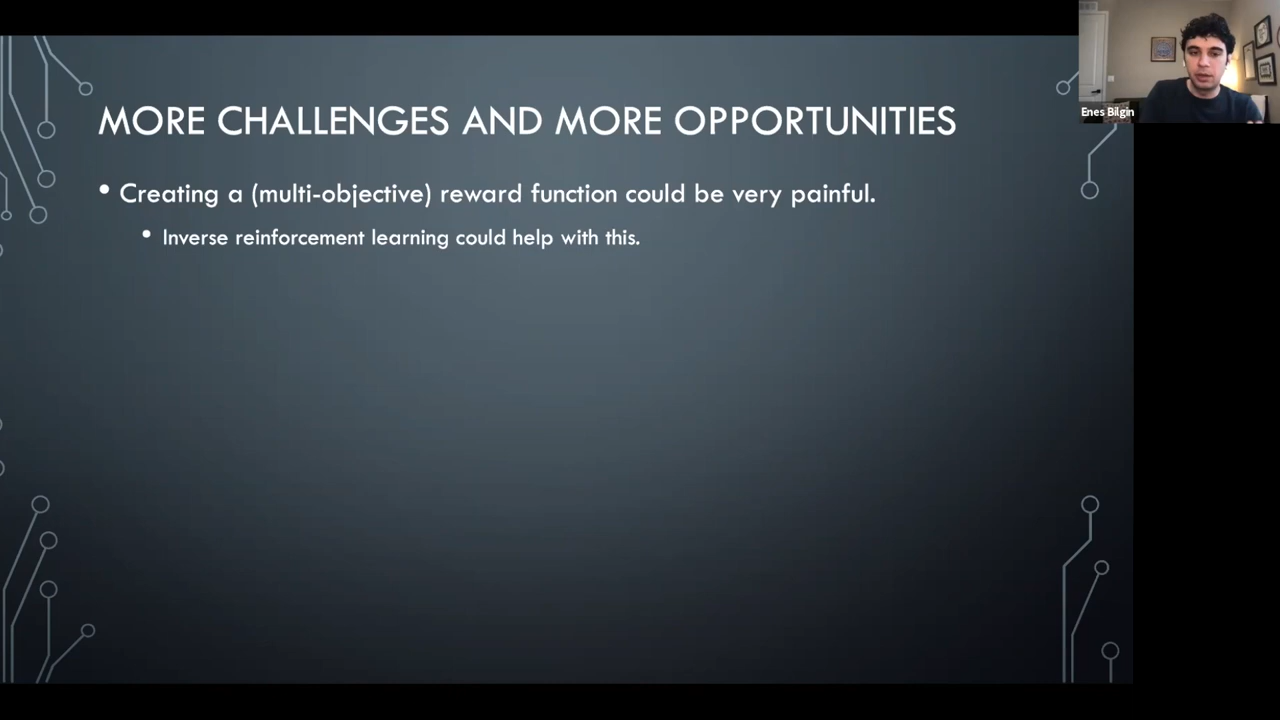 MORE CHALLENGES AND MORE OPPORTUNITIES
• Creating a (multi-objective) reward function could be very painful.
• Inverse reinforcement learning could help with this.
Enes Bilgin